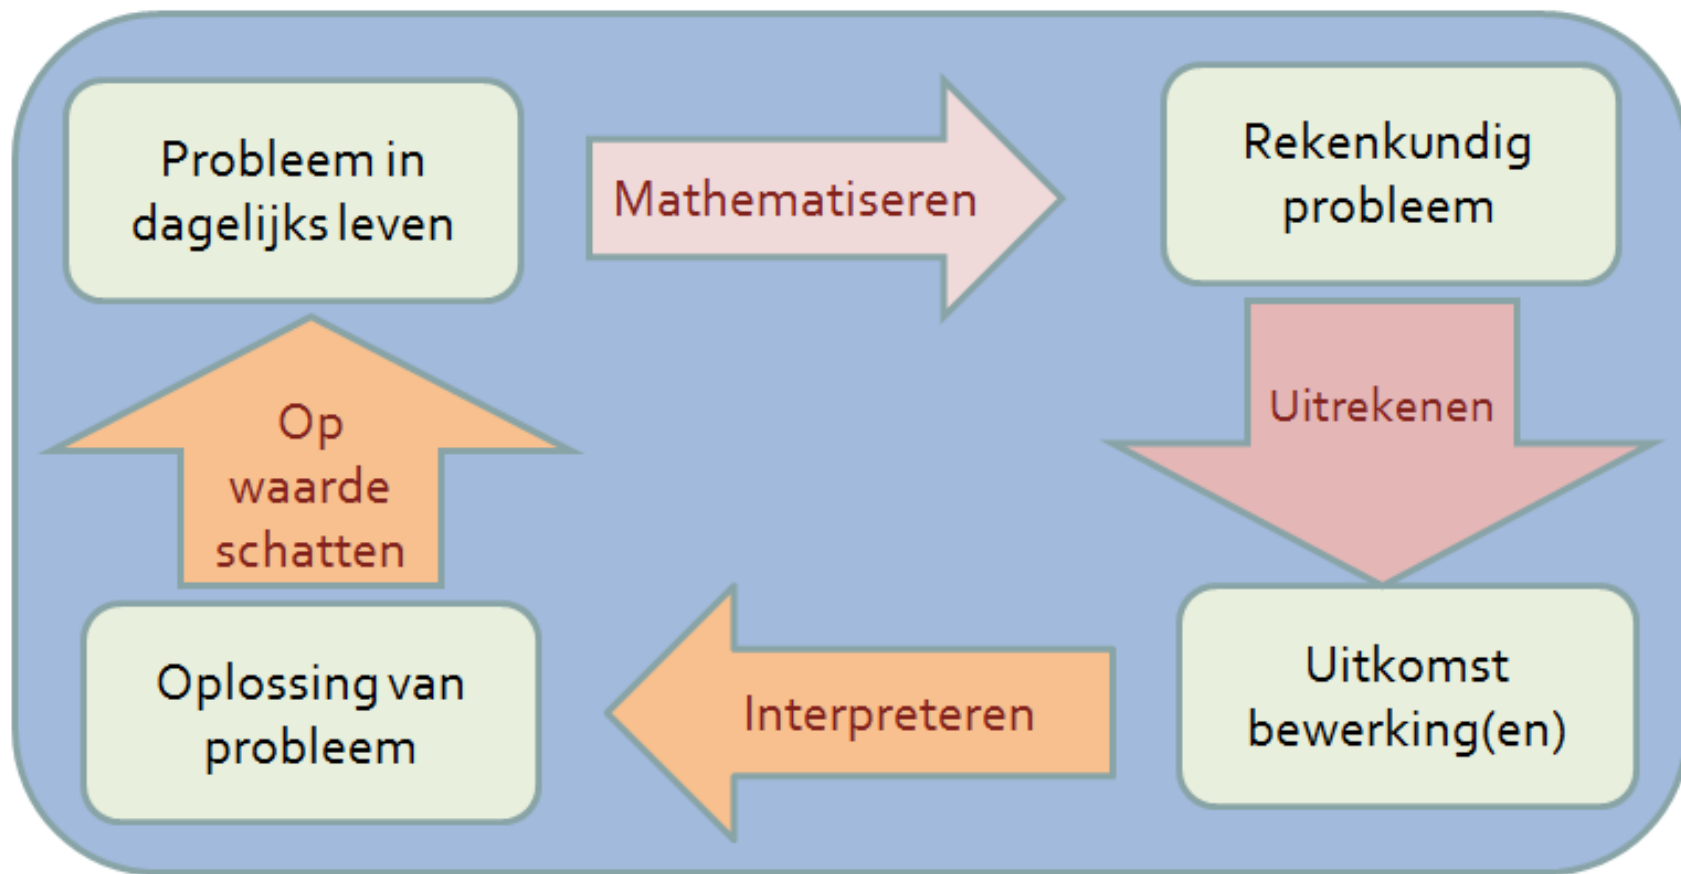 Probleem in
dagelijks leven
Mathematiseren
Rekenkundig
probleem
Uitrekenen
Uitkomst
bewerking(en)
Interpreteren
Oplossing van
probleem
Op
waarde
schatten